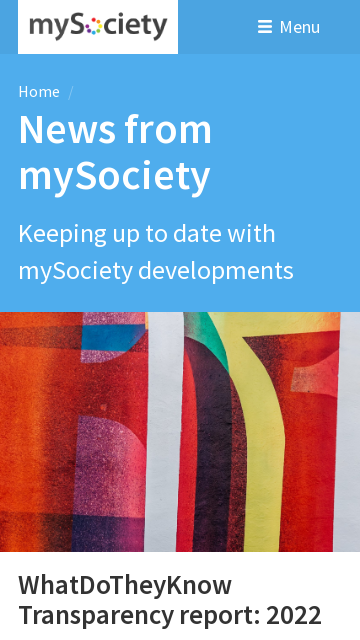 mySociety
Menu
Home /
News from
mySociety
Keeping up to date with
mySociety developments
WhatDoTheyKnow
Transparency report: 2022